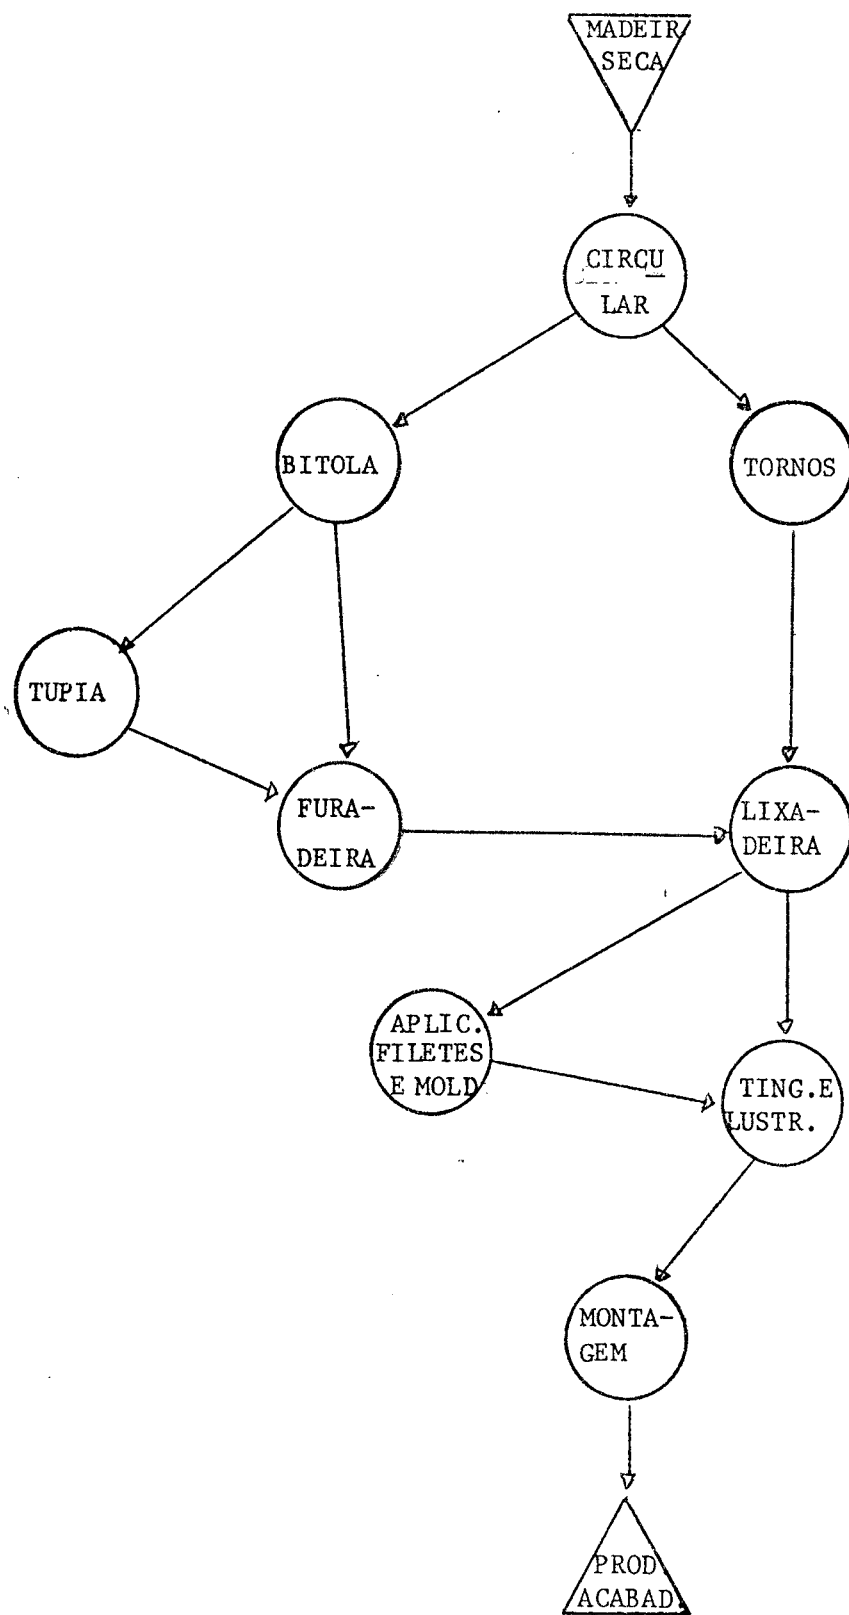 MADEIR
SECA
CIRCU
LAR
BITOLA
TORNOS
TUPIA
FURA-
DEIRA
LIXA-
DEIRA
APLIC.
FILETES
E MOLD
TING.E
LUSTR.
MONTA-
GEM
PROD.
ACABAD.